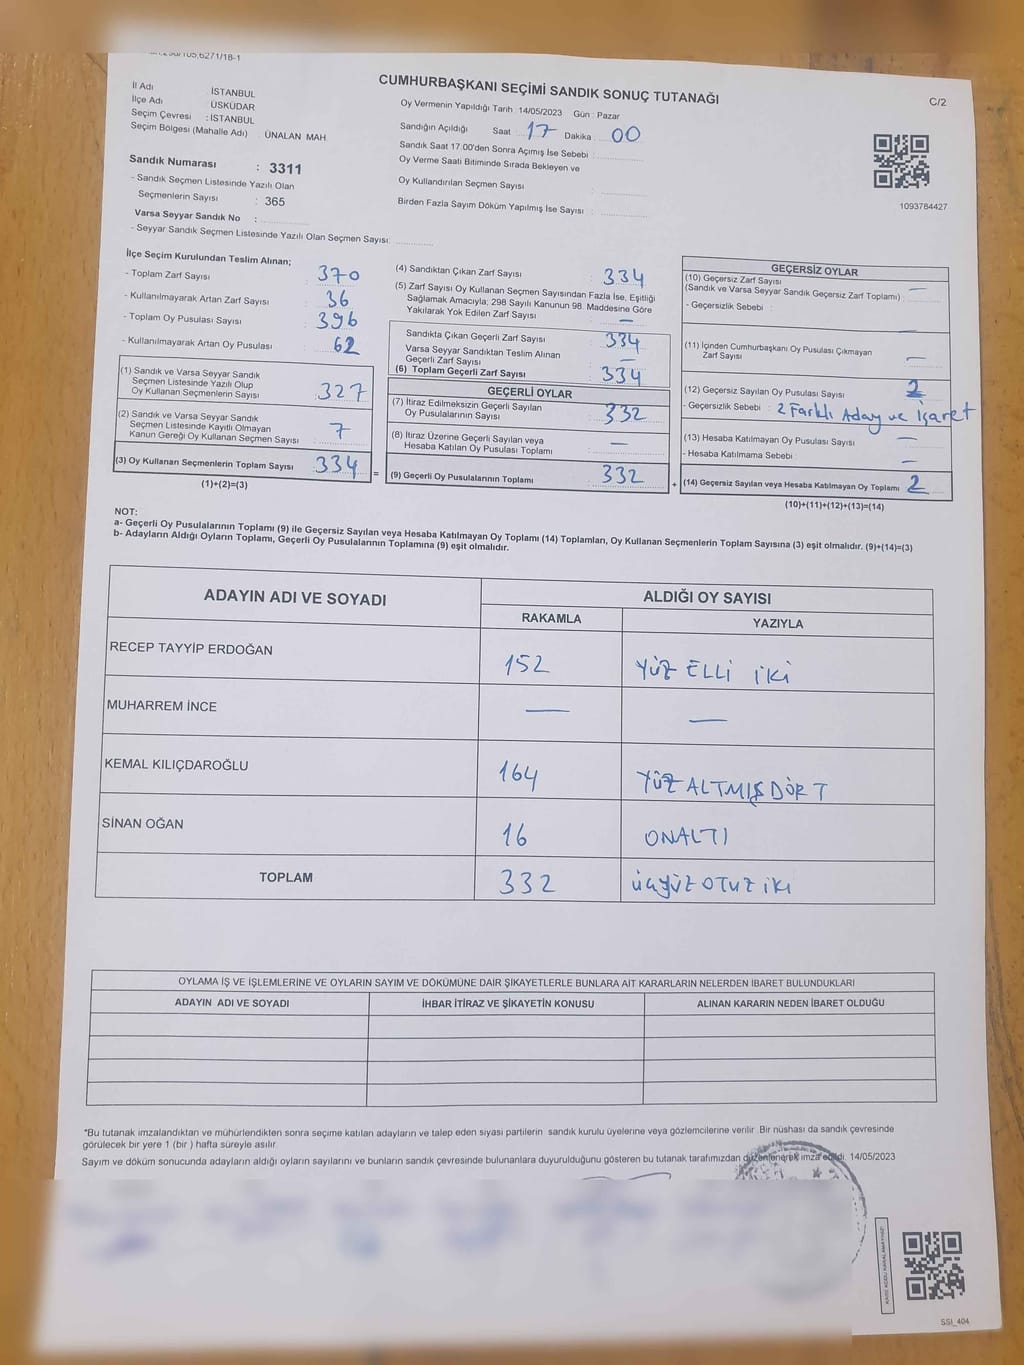 CUMHURBAŞKANI SEÇİMİ SANDIK SONUÇ TUTANAĞI
C/2
İl Adı İSTANBUL
İlçe Adı ÜSKÜDAR
Seçim Çevresi : İSTANBUL
Seçim Bölgesi (Mahalle Adı) : ÜNALAN MAH
Sandık Numarası : 3311
- Sandık Seçmen Listesinde Yazılı Olan
Seçmenlerin Sayısı : 365
Varsa Seyyar Sandık No :
- Seyyar Sandık Seçmen Listesinde Yazılı Olan Seçmen Sayısı:
Oy Vermenin Yapıldığı Tarih : 14/05/2023 Gün : Pazar
Sandığın Açıldığı Saat : 17 Dakika : 00
Sandık Saat 17:00'den Sonra Açımış İse Sebebi :
Oy Verme Saati Bitiminde Sırada Bekleyen ve
Oy Kullandırılan Seçmen Sayısı :
Birden Fazla Sayım Döküm Yapılmış İse Sayısı :
1093784427
İlçe Seçim Kurulundan Teslim Alınan;
- Toplam Zarf Sayısı : 370
- Kullanılmayarak Artan Zarf Sayısı : 36
- Toplam Oy Pusulası Sayısı : 396
- Kullanılmayarak Artan Oy Pusulası : 62
(1) Sandık ve Varsa Seyyar Sandık
Seçmen Listesinde Yazılı Olup
Oy Kullanan Seçmenlerin Sayısı : 327
(2) Sandık ve Varsa Seyyar Sandık
Seçmen Listesinde Kayıtlı Olmayan
Kanun Gereği Oy Kullanan Seçmen Sayısı : 7
(3) Oy Kullanan Seçmenlerin Toplam Sayısı : 334
(1)+(2)=(3)
=
(4) Sandıktan Çıkan Zarf Sayısı : 334
(5) Zarf Sayısı Oy Kullanan Seçmen Sayısından Fazla İse, Eşitliği
Sağlamak Amacıyla; 298 Sayılı Kanunun 98. Maddesine Göre
Yakılarak Yok Edilen Zarf Sayısı : —
Sandıkta Çıkan Geçerli Zarf Sayısı : 334
Varsa Seyyar Sandıktan Teslim Alınan
Geçerli Zarf Sayısı : —
(6) Toplam Geçerli Zarf Sayısı : 334
GEÇERLİ OYLAR
(7) İtiraz Edilmeksizin Geçerli Sayılan
Oy Pusulalarının Sayısı : 332
(8) İtiraz Üzerine Geçerli Sayılan veya
Hesaba Katılan Oy Pusulası Toplamı : —
(9) Geçerli Oy Pusulalarının Toplamı : 332
+
GEÇERSİZ OYLAR
(10) Geçersiz Zarf Sayısı
(Sandık ve Varsa Seyyar Sandık Geçersiz Zarf Toplamı) : —
- Geçersizlik Sebebi : —
(11) İçinden Cumhurbaşkanı Oy Pusulası Çıkmayan
Zarf Sayısı : —
(12) Geçersiz Sayılan Oy Pusulası Sayısı : 2
- Geçersizlik Sebebi : 2 Farklı Aday ve İşaret
(13) Hesaba Katılmayan Oy Pusulası Sayısı : —
- Hesaba Katılmama Sebebi : —
(14) Geçersiz Sayılan veya Hesaba Katılmayan Oy Toplamı : 2
(10)+(11)+(12)+(13)=(14)
NOT:
a- Geçerli Oy Pusulalarının Toplamı (9) ile Geçersiz Sayılan veya Hesaba Katılmayan Oy Toplamı (14) Toplamları, Oy Kullanan Seçmenlerin Toplam Sayısına (3) eşit olmalıdır. (9)+(14)=(3)
b- Adayların Aldığı Oyların Toplamı, Geçerli Oy Pusulalarının Toplamına (9) eşit olmalıdır.
ADAYIN ADI VE SOYADI ALDIĞI OY SAYISI
RAKAMLA YAZIYLA
RECEP TAYYİP ERDOĞAN 152 YÜZ ELLİ İKİ
MUHARREM İNCE — —
KEMAL KILIÇDAROĞLU 164 YÜZ ALTMIŞ DÖRT
SİNAN OĞAN 16 ONALTI
TOPLAM 332 ÜÇYÜZ OTUZ İKİ
OYLAMA İŞ VE İŞLEMLERİNE VE OYLARIN SAYIM VE DÖKÜMÜNE DAİR ŞİKAYETLERLE BUNLARA AİT KARARLARIN NELERDEN İBARET BULUNDUKLARI
ADAYIN ADI VE SOYADI İHBAR İTİRAZ VE ŞİKAYETİN KONUSU ALINAN KARARIN NEDEN İBARET OLDUĞU
*Bu tutanak imzalandıktan ve mühürlendikten sonra seçime katılan adayların ve talep eden siyasi partilerin sandık kurulu üyelerine veya gözlemcilerine verilir. Bir nüshası da sandık çevresinde
görülecek bir yere 1 (bir ) hafta süreyle asılır.
Sayım ve döküm sonucunda adayların aldığı oyların sayılarını ve bunların sandık çevresinde bulunanlara duyurulduğunu gösteren bu tutanak tarafımızdan düzenlenerek imza edildi. 14/05/2023
SSI_404